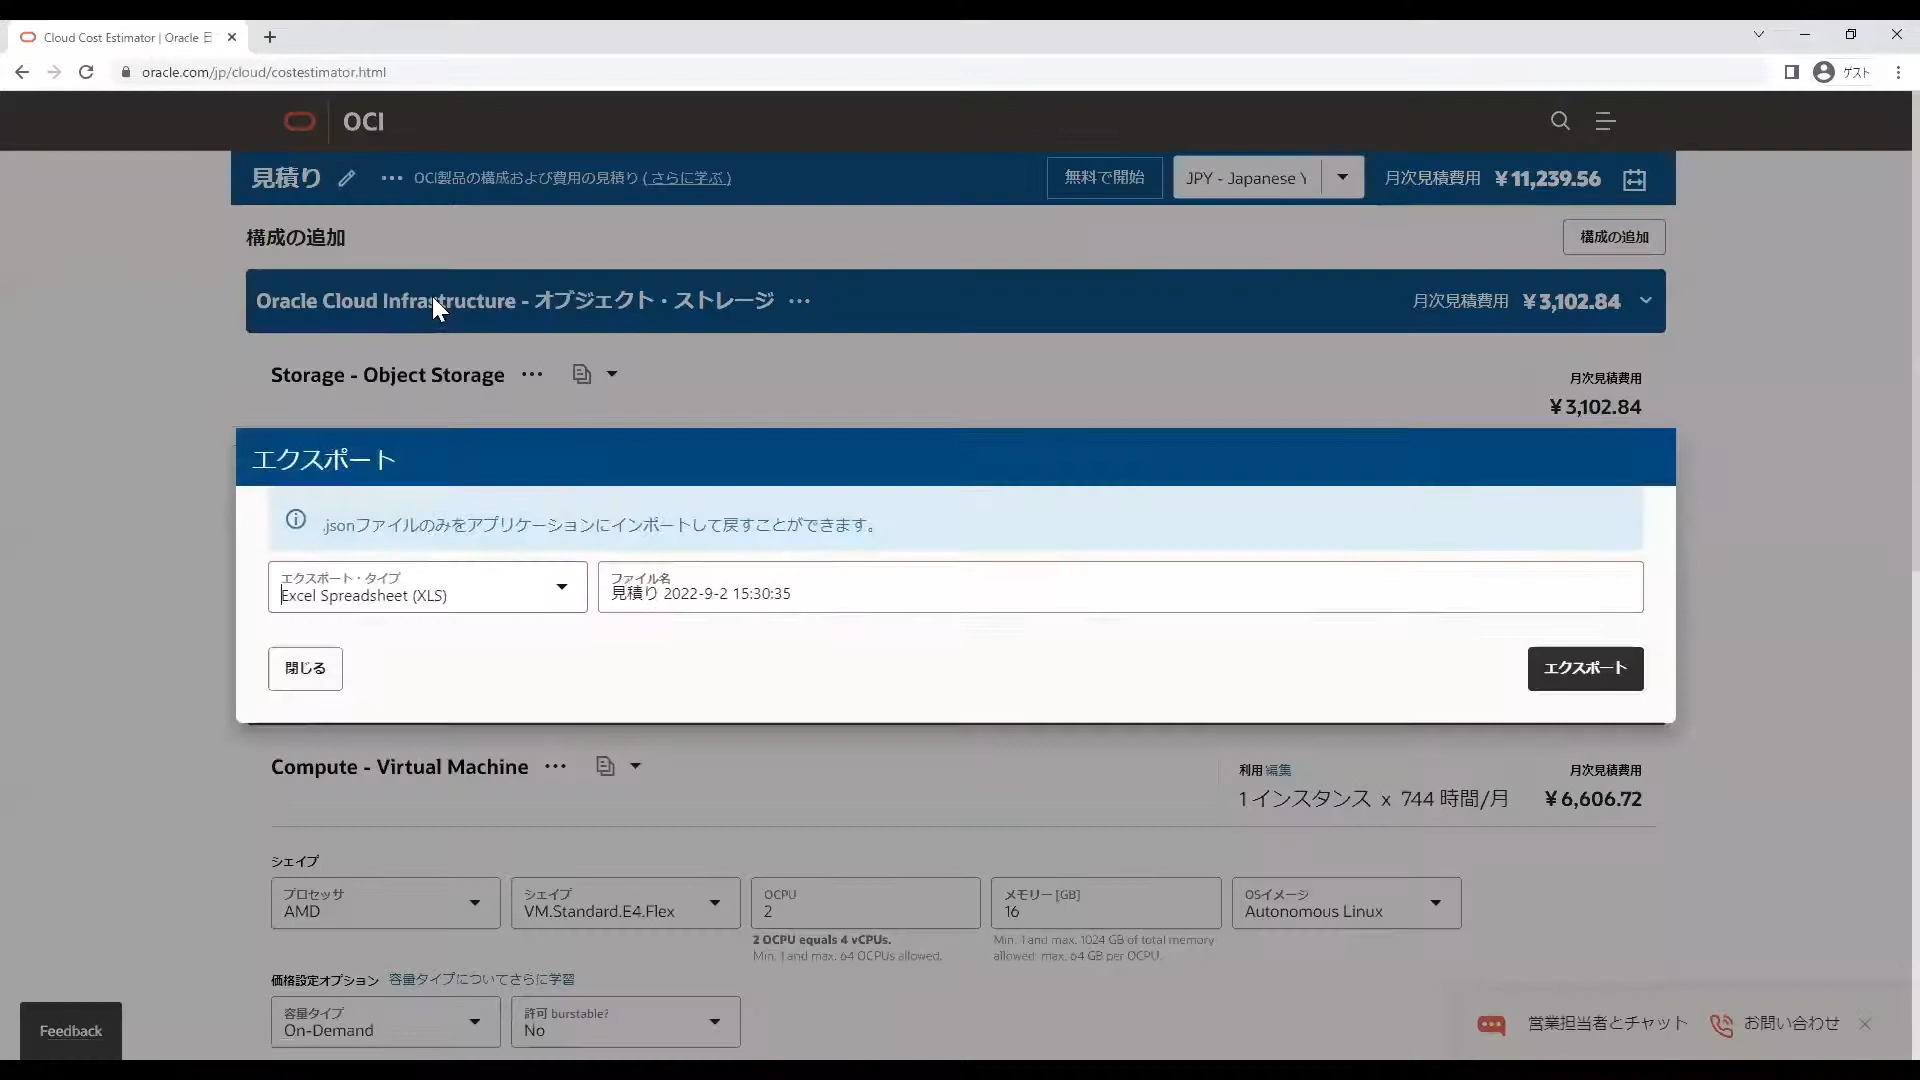 Cloud Cost Estimator | Oracle 日
oracle.com/jp/cloud/costestimator.html
ゲスト
OCI
見積り
OCI製品の構成および費用の見積り ( さらに学ぶ )
無料で開始
JPY - Japanese Y
月次見積費用 ¥11,239.56
構成の追加
構成の追加
Oracle Cloud Infrastructure - オブジェクト・ストレージ
月次見積費用 ¥3,102.84
Storage - Object Storage
月次見積費用
¥3,102.84
エクスポート
.jsonファイルのみをアプリケーションにインポートして戻すことができます。
エクスポート・タイプ
Excel Spreadsheet (XLS)
ファイル名
見積り 2022-9-2 15:30:35
閉じる
エクスポート
Compute - Virtual Machine
利用 編集
1 インスタンス x 744 時間/月
月次見積費用
¥6,606.72
シェイプ
プロセッサ
AMD
シェイプ
VM.Standard.E4.Flex
OCPU
2
メモリー [GB]
16
OSイメージ
Autonomous Linux
2 OCPU equals 4 vCPUs.
Min. 1 and max. 64 OCPUs allowed.
Min. 1 and max. 1024 GB of total memory
allowed: max. 64 GB per OCPU.
価格設定オプション 容量タイプについてさらに学習
容量タイプ
On-Demand
許可 burstable?
No
Feedback
営業担当者とチャット
お問い合わせ